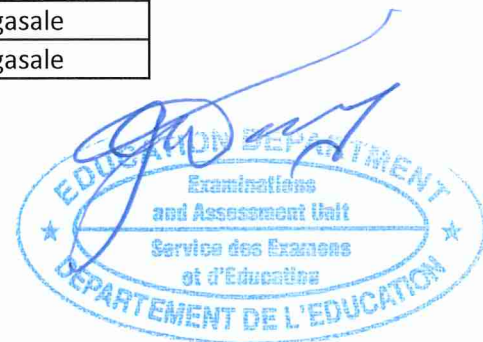 gasale
gasale
EDUCATION DEPARTMENT
Examinations
and Assessment Unit
Service des Examens
et d'Education
DEPARTEMENT DE L'EDUCATION